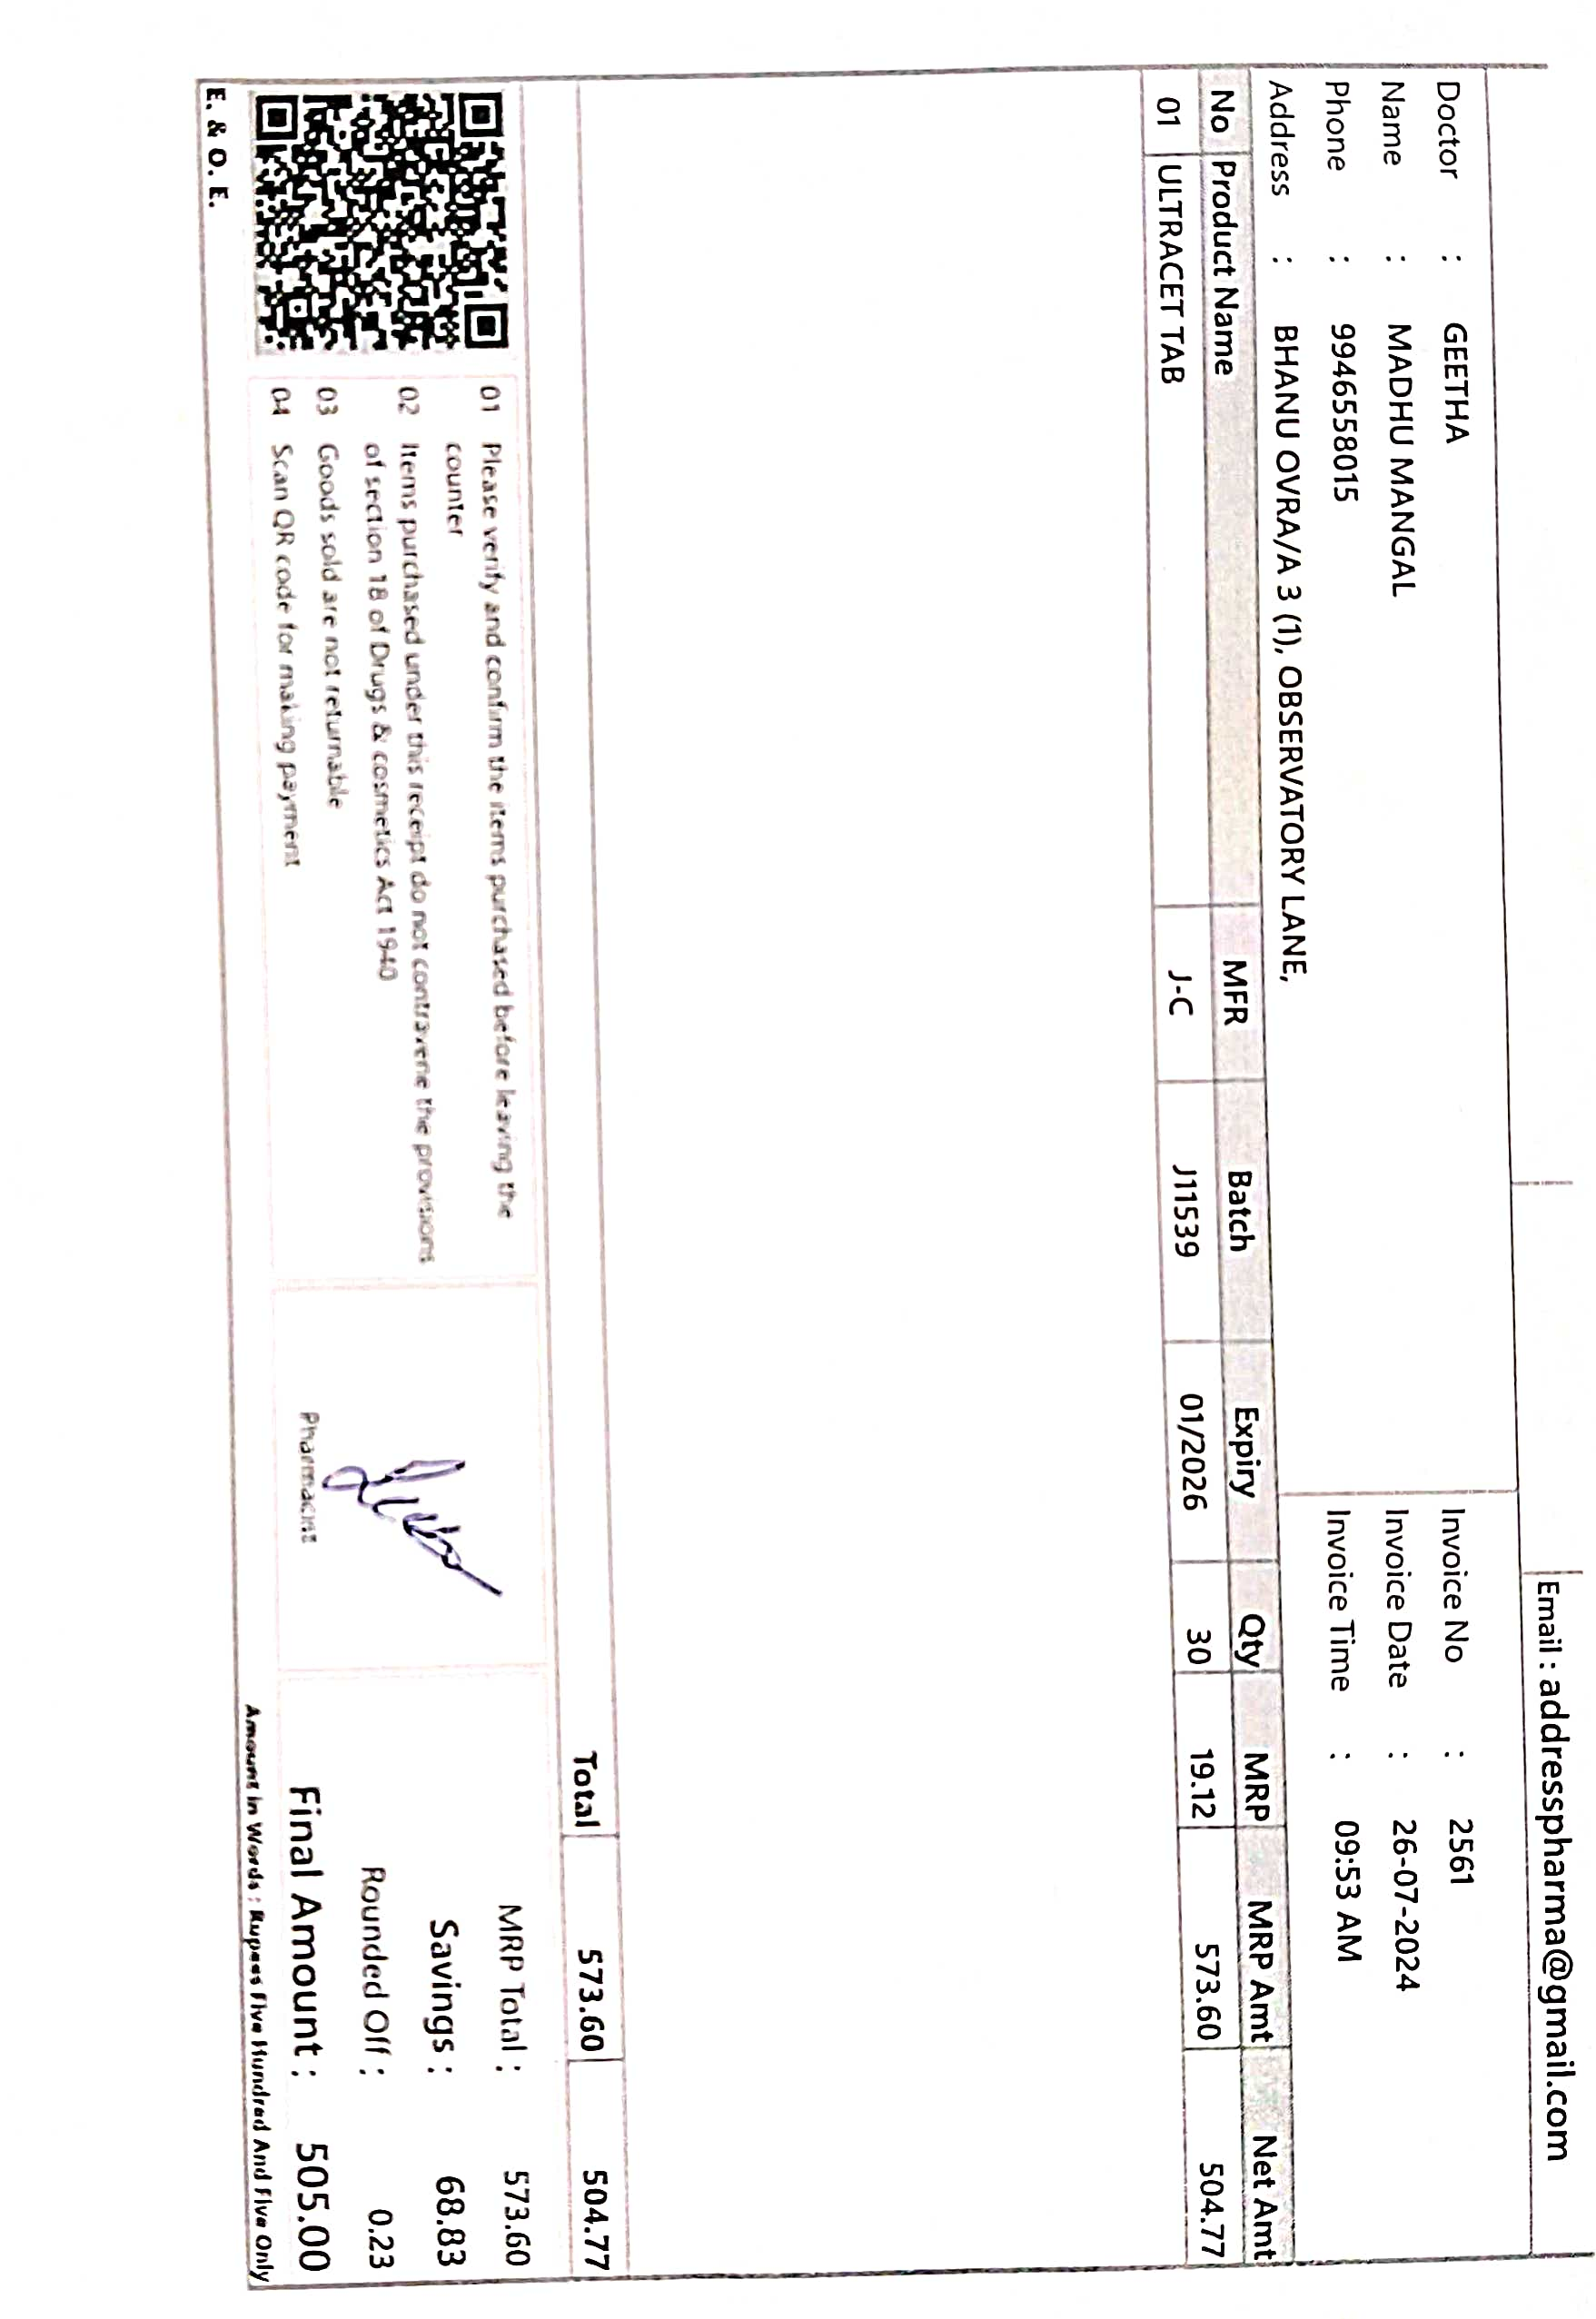 Email : addresspharma@gmail.com
Doctor : GEETHA
Name : MADHU MANGAL
Phone : 9946558015
Address : BHANU OVRA/A 3 (1), OBSERVATORY LANE,
Invoice No : 2561
Invoice Date : 26-07-2024
Invoice Time : 09:53 AM
No Product Name MFR Batch Expiry Qty MRP MRP Amt Net Amt
01 ULTRACET TAB J-C J11539 01/2026 30 19.12 573.60 504.77
Total 573.60 504.77
01 Please verify and confirm the items purchased before leaving the
counter
02 Items purchased under this receipt do not contravene the provisions
of section 18 of Drugs & cosmetics Act 1940
03 Goods sold are not returnable
04 Scan QR code for making payment
Pharmacist
MRP Total : 573.60
Savings : 68.83
Rounded Off : 0.23
Final Amount : 505.00
E. & O. E.
Amount in Words : Rupees Five Hundred And Five Only